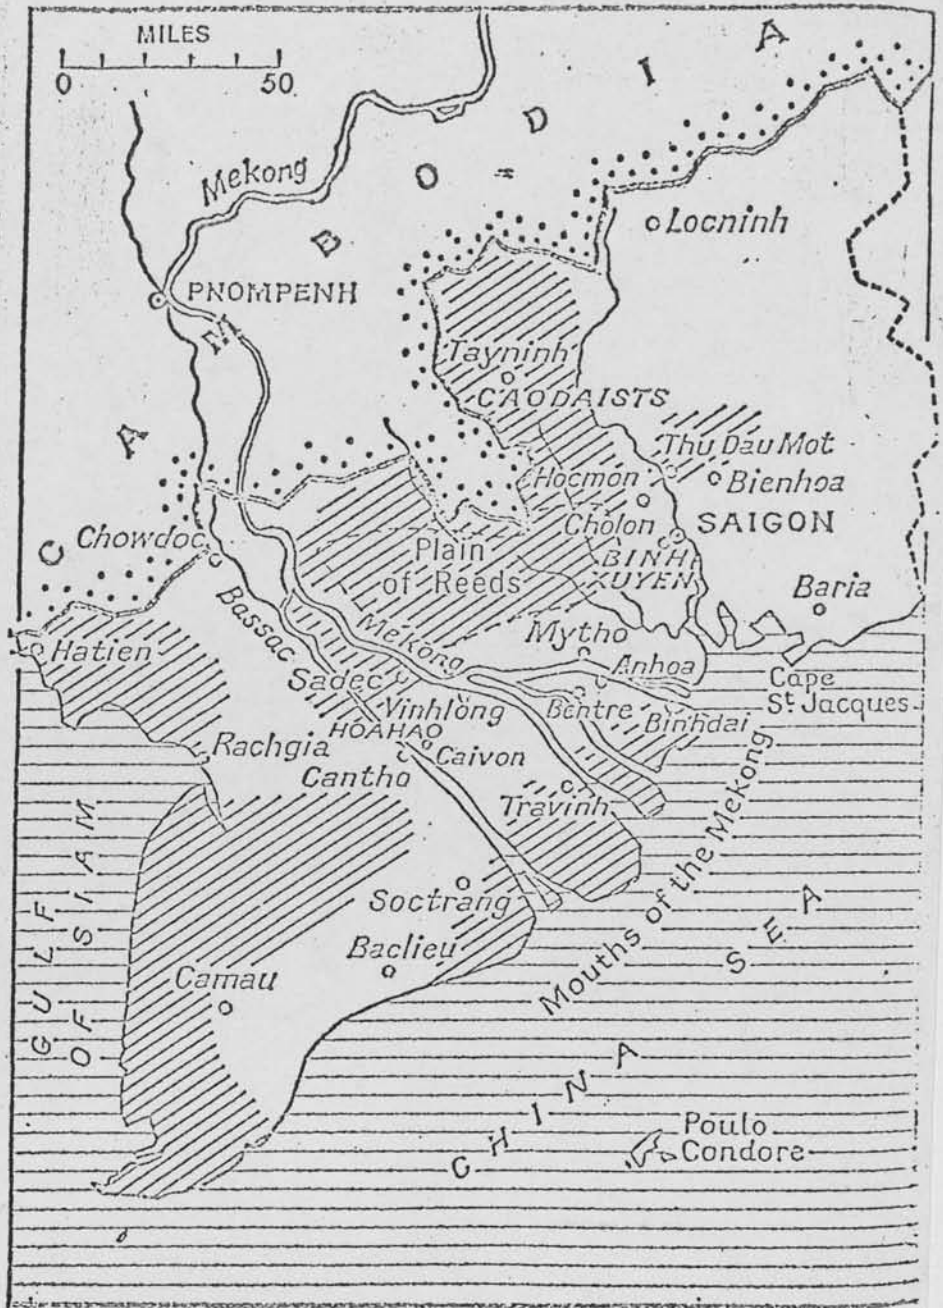 MILES
0 50
CAMBODIA
Mekong
Locninh
PNOMPENH
Tayninh
CAODAISTS
Thu Dau Mot
Hocmon
Bienhoa
Cholon
SAIGON
Chowdoc
Plain
of Reeds
BINH
XUYEN
Baria
Bassac
Mekong
Mytho
Hatien
Anhoa
Sadec
Cape
St. Jacques
Vinhlong
Bentre
Binhdai
HOAHAO
Rachgia
Caivon
Cantho
Travinh
Mouths of the Mekong
GULF
OF SIAM
Soctrang
Baclieu
Camau
CHINA SEA
Poulo
Condore